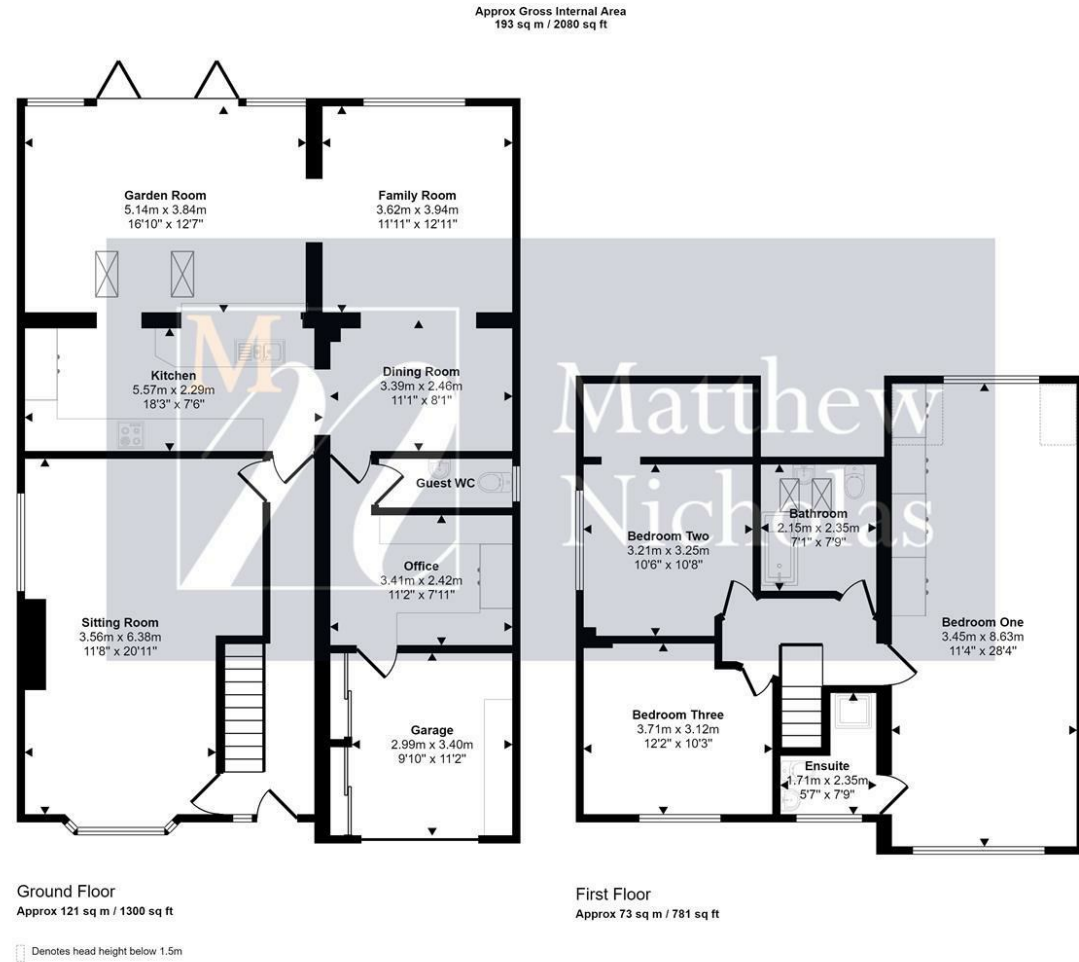 Approx Gross Internal Area
193 sq m / 2080 sq ft
Garden Room
5.14m x 3.84m
16'10" x 12'7"
Family Room
3.62m x 3.94m
11'11" x 12'11"
Kitchen
5.57m x 2.29m
18'3" x 7'6"
Dining Room
3.39m x 2.46m
11'1" x 8'1"
Guest WC
Office
3.41m x 2.42m
11'2" x 7'11"
Sitting Room
3.56m x 6.38m
11'8" x 20'11"
Garage
2.99m x 3.40m
9'10" x 11'2"
Ground Floor
Approx 121 sq m / 1300 sq ft
Denotes head height below 1.5m
M
n
Matthew
Nicholas
Bedroom Two
3.21m x 3.25m
10'6" x 10'8"
Bathroom
2.15m x 2.35m
7'1" x 7'9"
Bedroom One
3.45m x 8.63m
11'4" x 28'4"
Bedroom Three
3.71m x 3.12m
12'2" x 10'3"
Ensuite
1.71m x 2.35m
5'7" x 7'9"
First Floor
Approx 73 sq m / 781 sq ft